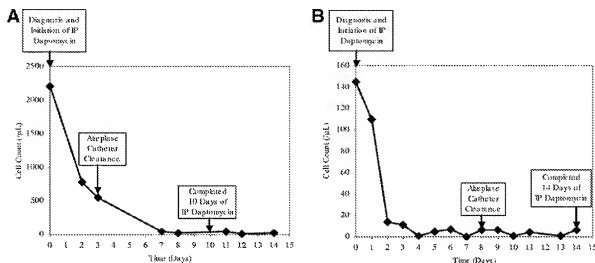 A
Diagnosis and
Initiation of IP
Daptomycin
2500
2000
1500
1000
500
0
Cell Count (/μL)
Alteplase
Catheter
Clearance
Completed
10 Days of
IP Daptomycin
0 1 2 3 4 5 6 7 8 9 10 11 12 13 14 15
Time (Days)
B
Diagnosis and
Initiation of IP
Daptomycin
160
140
120
100
80
60
40
20
0
Cell Count (/μL)
Alteplase
Catheter
Clearance
Completed
14 Days of
IP Daptomycin
0 1 2 3 4 5 6 7 8 9 10 11 12 13 14 15
Time (Days)